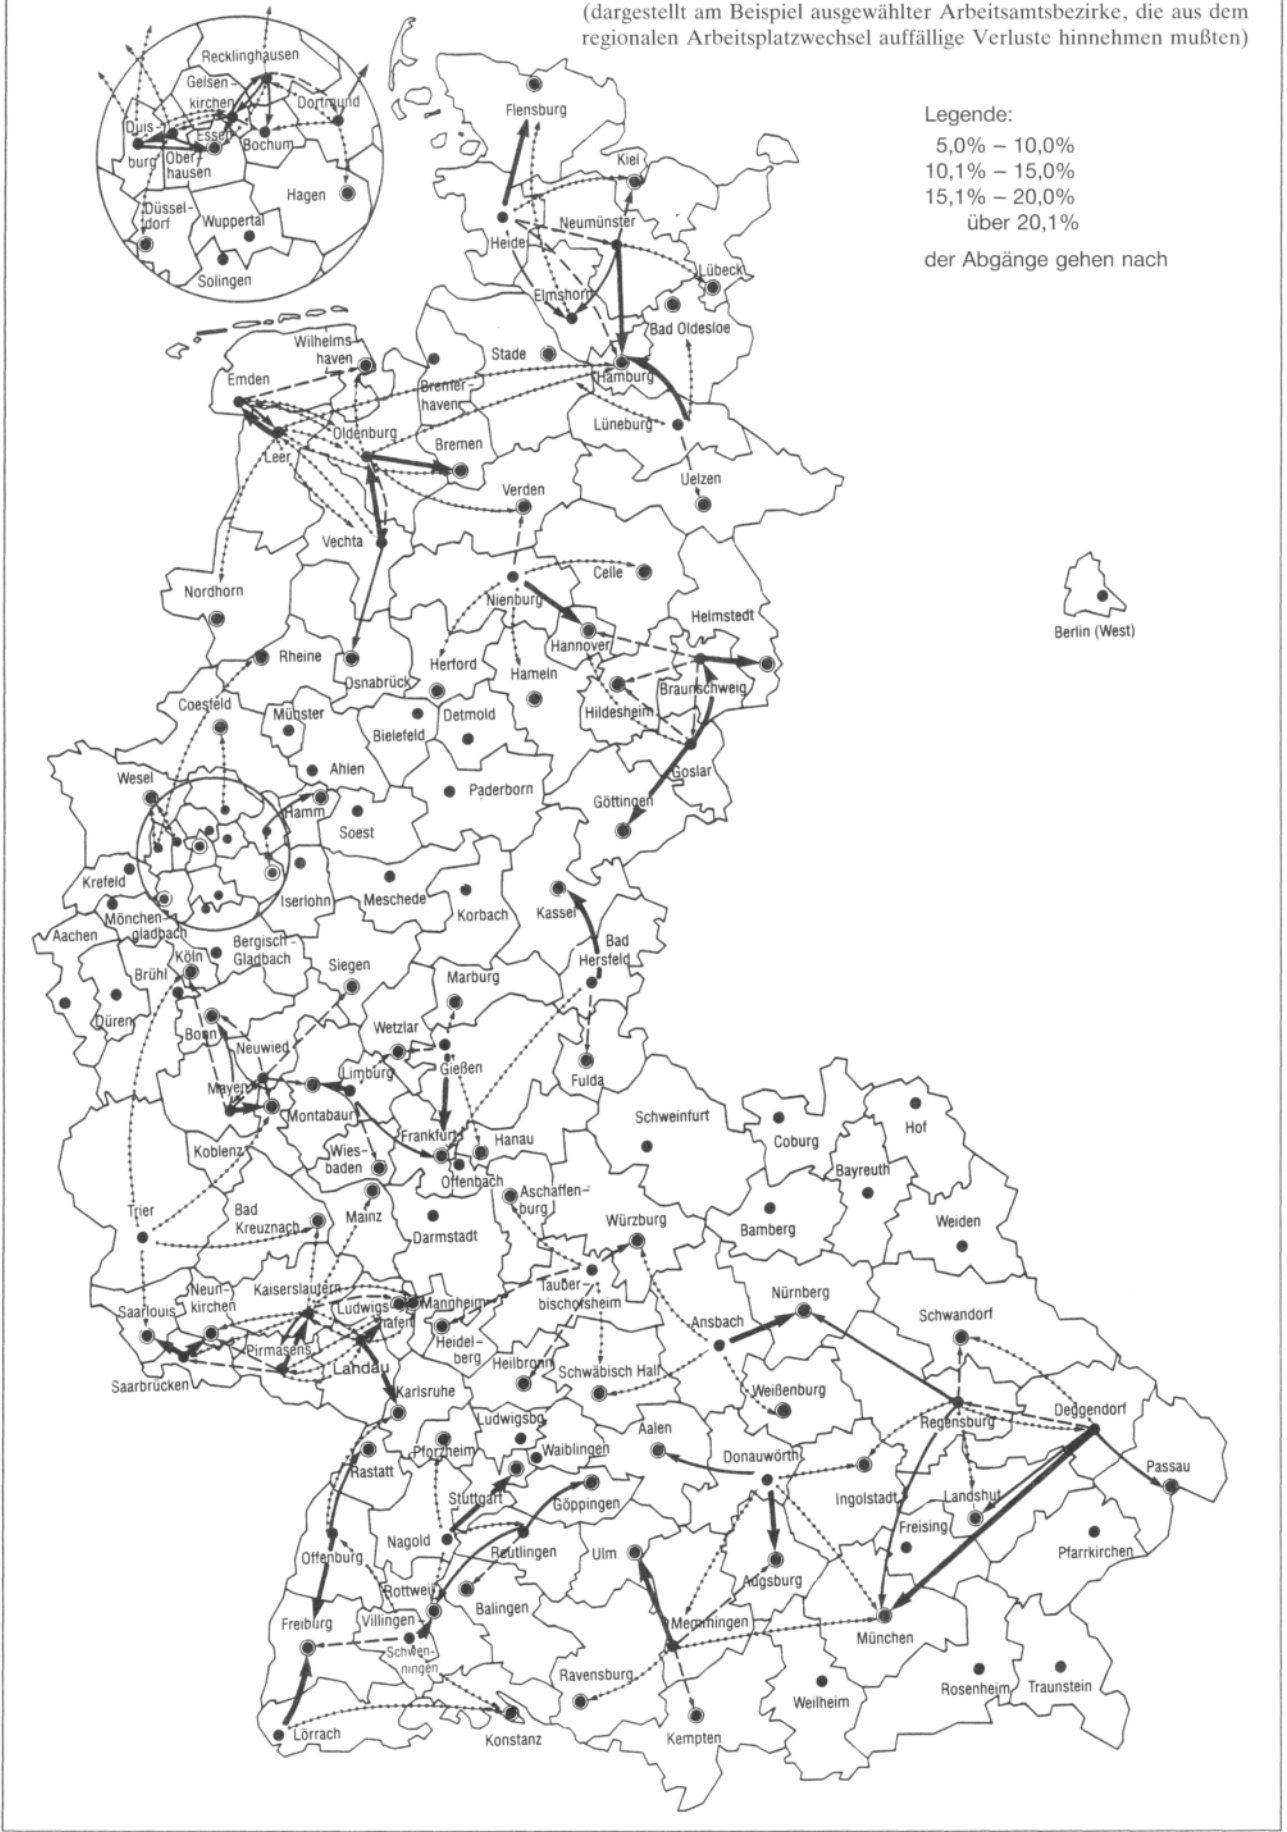 (dargestellt am Beispiel ausgewählter Arbeitsamtsbezirke, die aus dem
regionalen Arbeitsplatzwechsel auffällige Verluste hinnehmen mußten)
Legende:
5,0% – 10,0%
10,1% – 15,0%
15,1% – 20,0%
über 20,1%
der Abgänge gehen nach
Recklinghausen
Gelsen-
kirchen
Dortmund
Duis-
burg
Essen
Ober-
hausen
Bochum
Hagen
Düssel-
dorf
Wuppertal
Solingen
Flensburg
Kiel
Heide
Neumünster
Lübeck
Elmshorn
Bad Oldesloe
Wilhelms-
haven
Stade
Hamburg
Emden
Bremer-
haven
Lüneburg
Oldenburg
Bremen
Leer
Uelzen
Verden
Vechta
Celle
Nordhorn
Nienburg
Helmstedt
Berlin (West)
Rheine
Hannover
Osnabrück
Herford
Hameln
Braunschweig
Coesfeld
Münster
Bielefeld
Detmold
Hildesheim
Ahlen
Goslar
Wesel
Paderborn
Göttingen
Hamm
Soest
Krefeld
Iserlohn
Meschede
Korbach
Kassel
Mönchen-
gladbach
Aachen
Bergisch-
Gladbach
Bad
Hersfeld
Köln
Brühl
Siegen
Marburg
Düren
Bonn
Wetzlar
Neuwied
Limburg
Gießen
Fulda
Mayen
Montabaur
Schweinfurt
Coburg
Hof
Koblenz
Wies-
baden
Frankfurt
Hanau
Offenbach
Bayreuth
Aschaffen-
burg
Trier
Bad
Kreuznach
Mainz
Darmstadt
Würzburg
Bamberg
Weiden
Neun-
kirchen
Kaiserslautern
Saarlouis
Ludwigs-
hafen
Mannheim
Tauber-
bischofsheim
Nürnberg
Schwandorf
Ansbach
Pirmasens
Heidel-
berg
Landau
Heilbronn
Schwäbisch Hall
Saarbrücken
Karlsruhe
Weißenburg
Regensburg
Deggendorf
Ludwigsbg.
Pforzheim
Waiblingen
Aalen
Donauwörth
Rastatt
Passau
Stuttgart
Göppingen
Ingolstadt
Landshut
Nagold
Freising
Offenburg
Reutlingen
Ulm
Pfarrkirchen
Augsburg
Rottweil
Balingen
Freiburg
Villingen-
Schwen-
ningen
Memmingen
München
Ravensburg
Weilheim
Rosenheim
Traunstein
Lörrach
Konstanz
Kempten